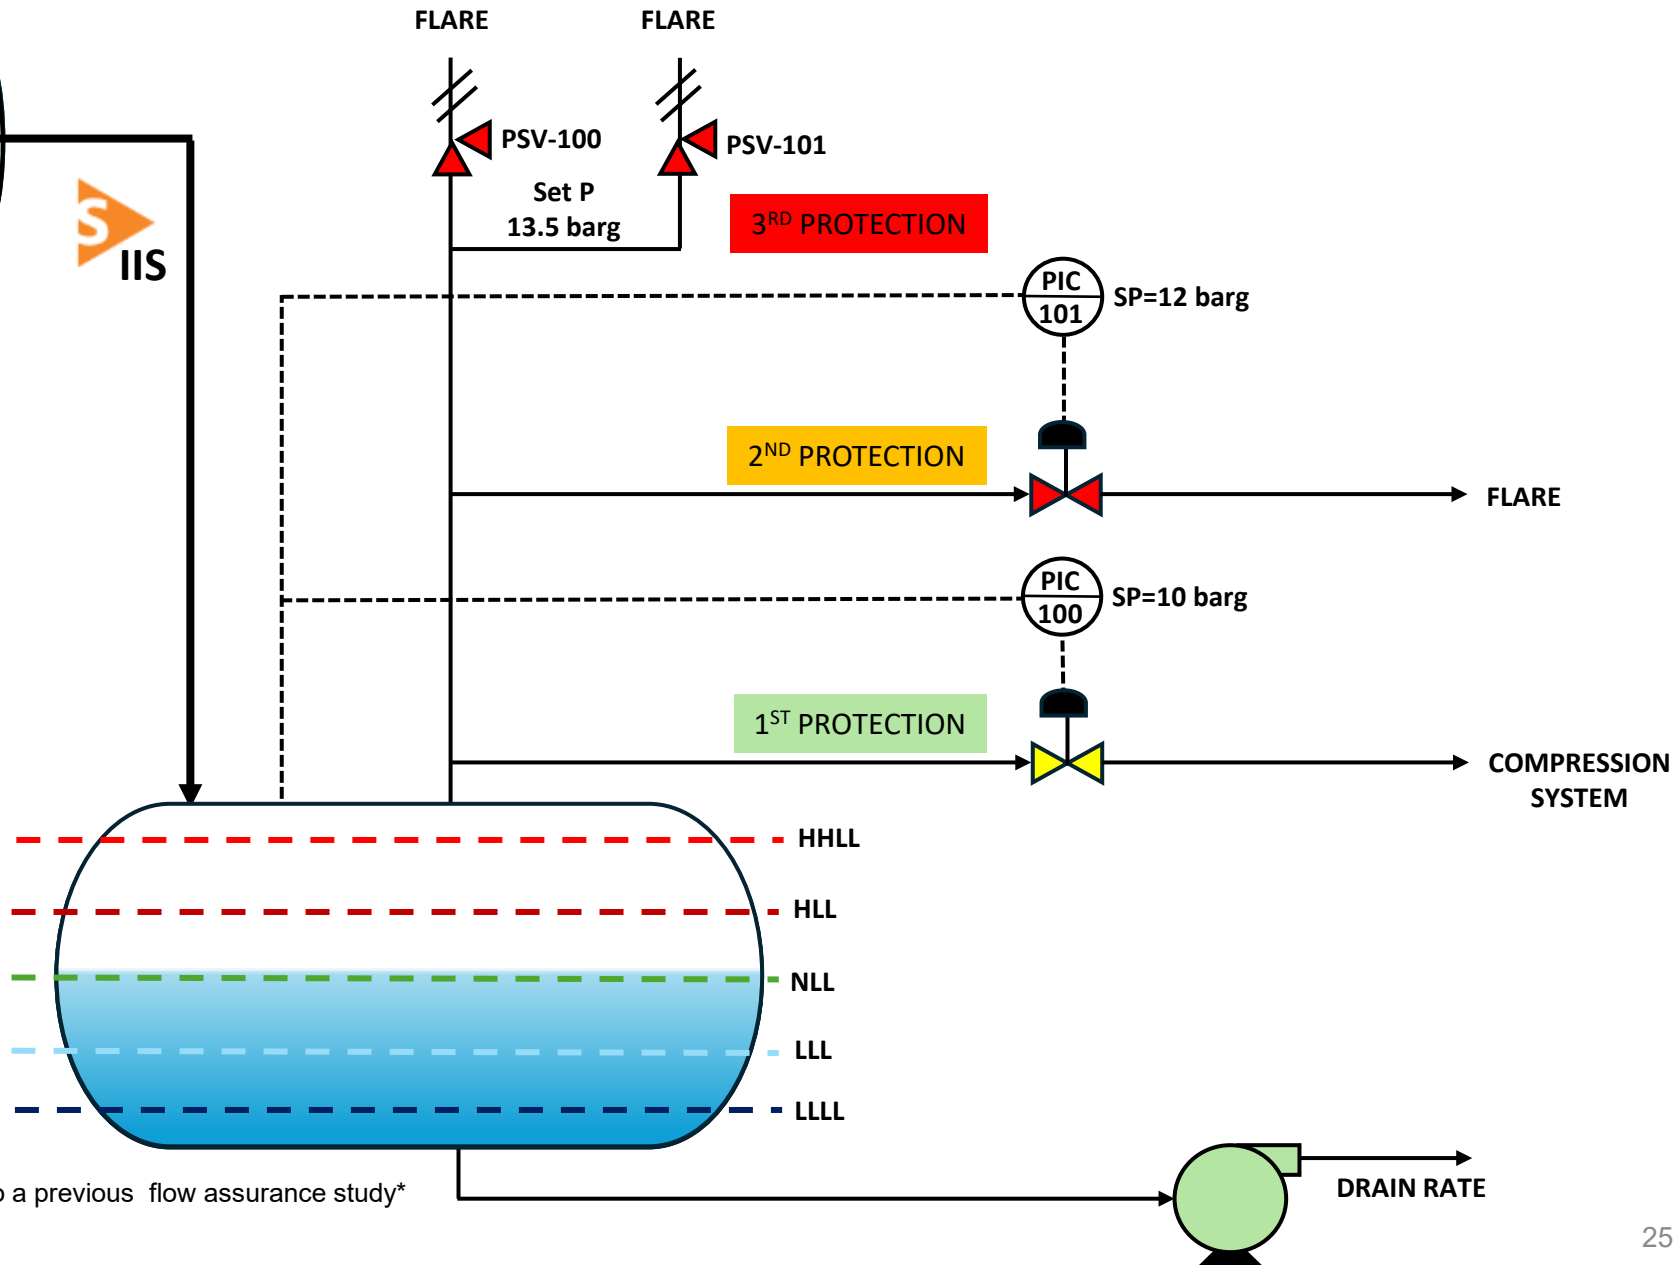 FLARE
FLARE
PSV-100
PSV-101
Set P
13.5 barg
3RD PROTECTION
S
IIS
PIC
101
SP=12 barg
2ND PROTECTION
FLARE
PIC
100
SP=10 barg
1ST PROTECTION
COMPRESSION
SYSTEM
HHLL
HLL
NLL
LLL
LLLL
a previous flow assurance study*
DRAIN RATE
25